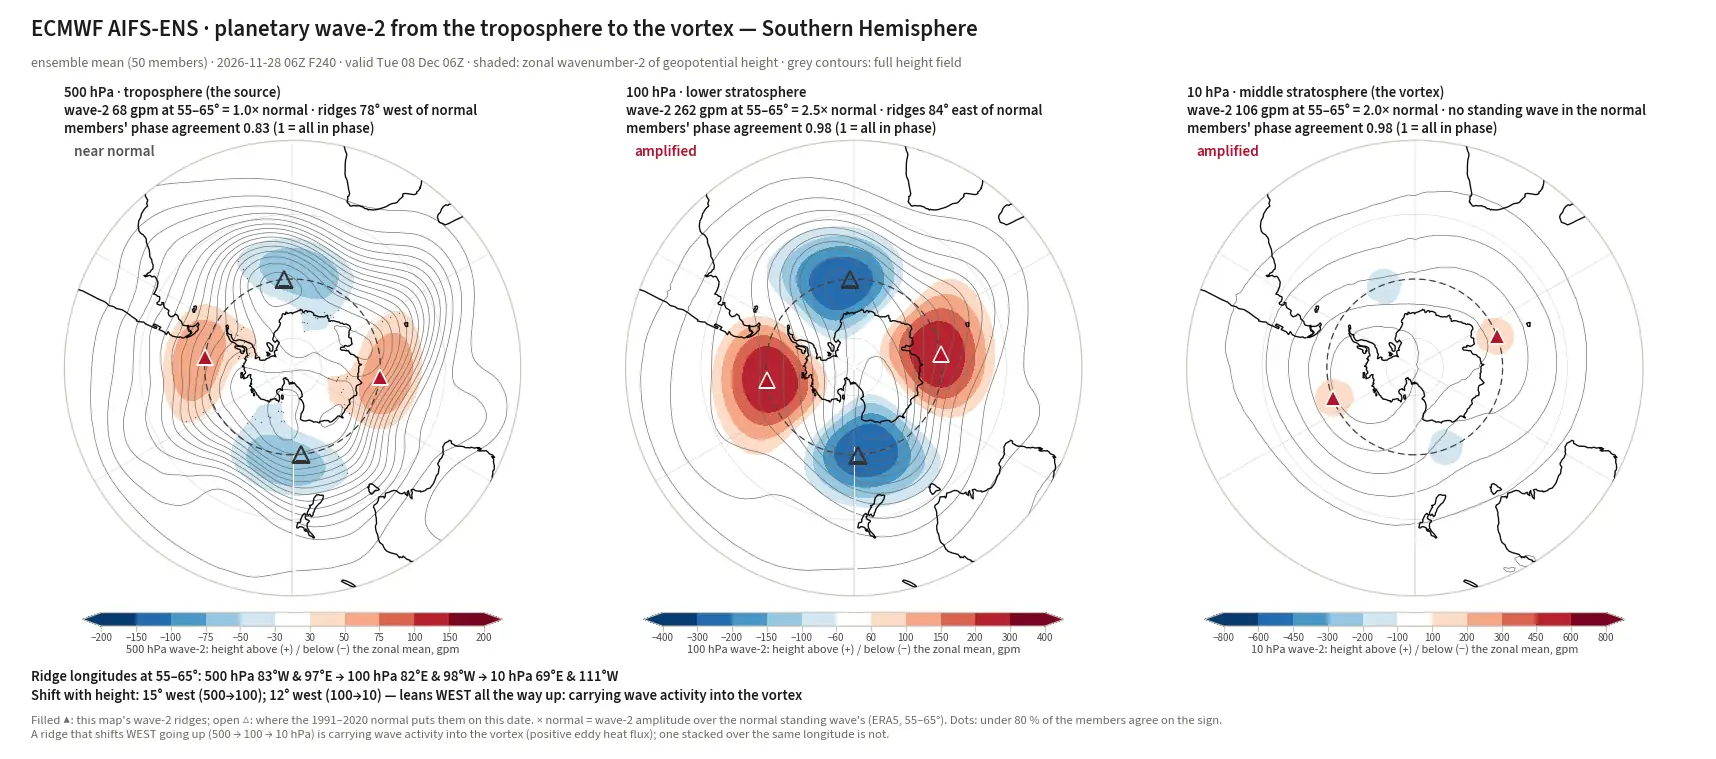 ECMWF AIFS-ENS · planetary wave-2 from the troposphere to the vortex — Southern Hemisphere
ensemble mean (50 members) · 2026-11-28 06Z F240 · valid Tue 08 Dec 06Z · shaded: zonal wavenumber-2 of geopotential height · grey contours: full height field
500 hPa · troposphere (the source)
wave-2 68 gpm at 55–65° = 1.0× normal · ridges 78° west of normal
members' phase agreement 0.83 (1 = all in phase)
near normal
100 hPa · lower stratosphere
wave-2 262 gpm at 55–65° = 2.5× normal · ridges 84° east of normal
members' phase agreement 0.98 (1 = all in phase)
amplified
10 hPa · middle stratosphere (the vortex)
wave-2 106 gpm at 55–65° = 2.0× normal · no standing wave in the normal
members' phase agreement 0.98 (1 = all in phase)
amplified
−200 −150 −100 −75 −50 −30 30 50 75 100 150 200
500 hPa wave-2: height above (+) / below (−) the zonal mean, gpm
−400 −300 −200 −150 −100 −60 60 100 150 200 300 400
100 hPa wave-2: height above (+) / below (−) the zonal mean, gpm
−800 −600 −450 −300 −200 −100 100 200 300 450 600 800
10 hPa wave-2: height above (+) / below (−) the zonal mean, gpm
Ridge longitudes at 55–65°: 500 hPa 83°W & 97°E → 100 hPa 82°E & 98°W → 10 hPa 69°E & 111°W
Shift with height: 15° west (500→100); 12° west (100→10) — leans WEST all the way up: carrying wave activity into the vortex
Filled ▲: this map's wave-2 ridges; open △: where the 1991–2020 normal puts them on this date. × normal = wave-2 amplitude over the normal standing wave's (ERA5, 55–65°). Dots: under 80 % of the members agree on the sign.
A ridge that shifts WEST going up (500 → 100 → 10 hPa) is carrying wave activity into the vortex (positive eddy heat flux); one stacked over the same longitude is not.